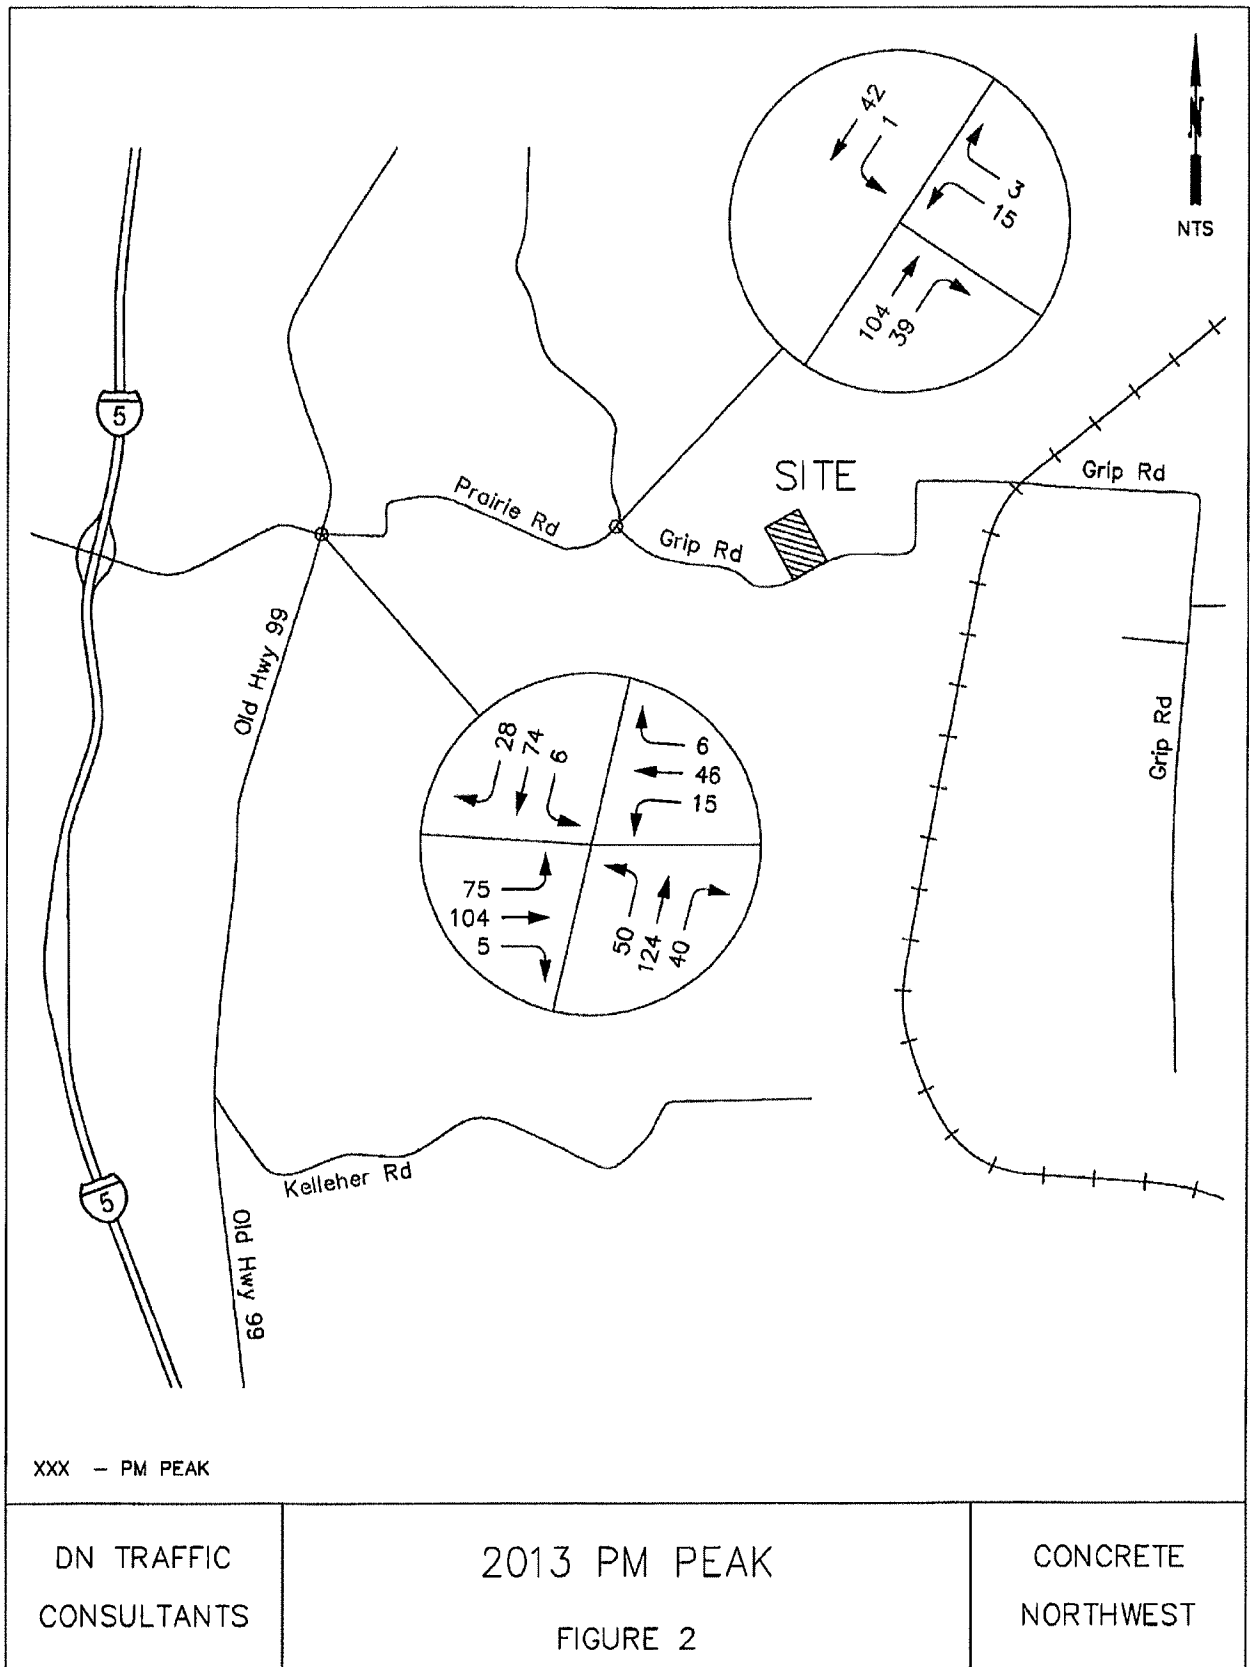 42
1
3
15
104
39
N
NTS
5
SITE
Grip Rd
Prairie Rd
Grip Rd
Old Hwy 99
28
74
6
6
46
15
75
104
5
50
124
40
Grip Rd
Kelleher Rd
5
Old Hwy 99
XXX – PM PEAK
DN TRAFFIC
CONSULTANTS
2013 PM PEAK
FIGURE 2
CONCRETE
NORTHWEST